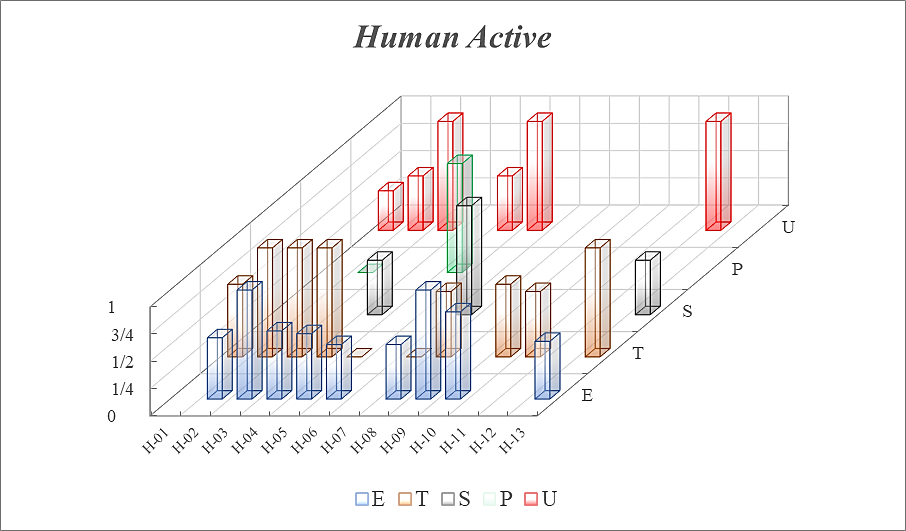 Human Active
U
P
S
T
E
1
3/4
1/2
1/4
0
H-01 H-02 H-03 H-04 H-05 H-06 H-07 H-08 H-09 H-10 H-11 H-12 H-13
E T S P U